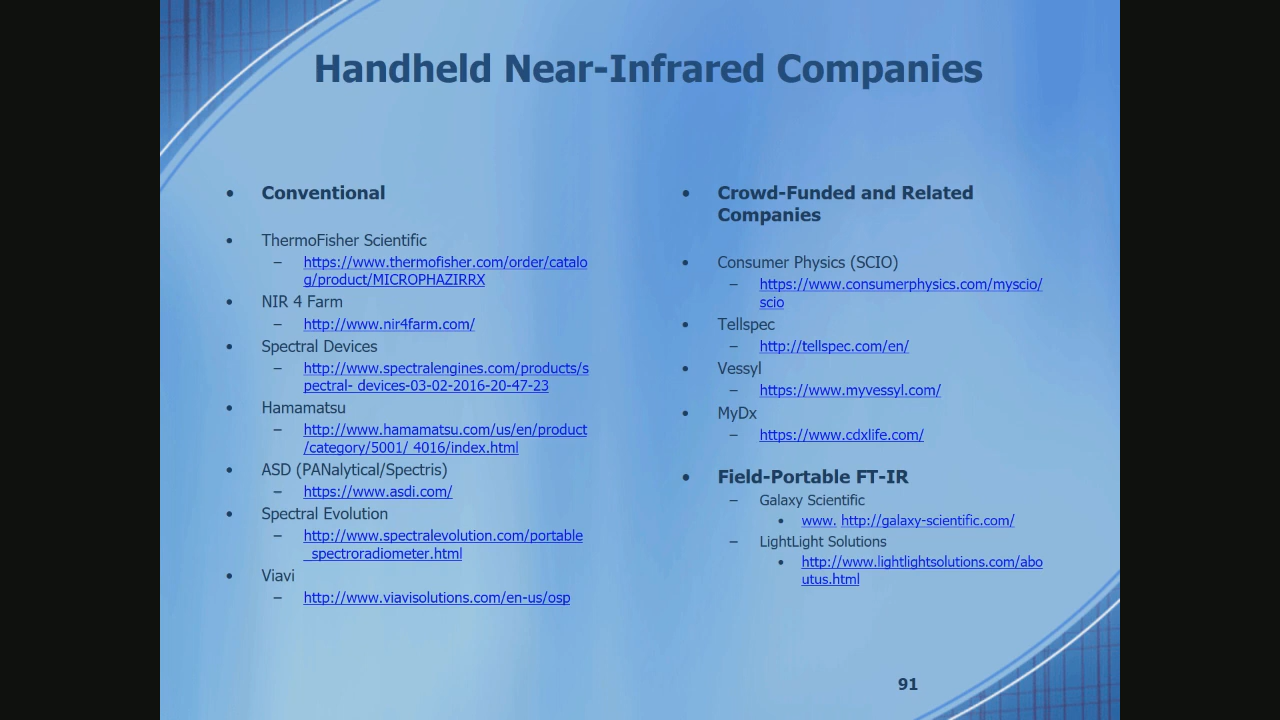 Handheld Near-Infrared Companies
• Conventional
• ThermoFisher Scientific
– https://www.thermofisher.com/order/catalo
g/product/MICROPHAZIRRX
• NIR 4 Farm
– http://www.nir4farm.com/
• Spectral Devices
– http://www.spectralengines.com/products/s
pectral- devices-03-02-2016-20-47-23
• Hamamatsu
– http://www.hamamatsu.com/us/en/product
/category/5001/ 4016/index.html
• ASD (PANalytical/Spectris)
– https://www.asdi.com/
• Spectral Evolution
– http://www.spectralevolution.com/portable
_spectroradiometer.html
• Viavi
– http://www.viavisolutions.com/en-us/osp
• Crowd-Funded and Related
Companies
• Consumer Physics (SCIO)
– https://www.consumerphysics.com/myscio/
scio
• Tellspec
– http://tellspec.com/en/
• Vessyl
– https://www.myvessyl.com/
• MyDx
– https://www.cdxlife.com/
• Field-Portable FT-IR
– Galaxy Scientific
• www. http://galaxy-scientific.com/
– LightLight Solutions
• http://www.lightlightsolutions.com/abo
utus.html
91